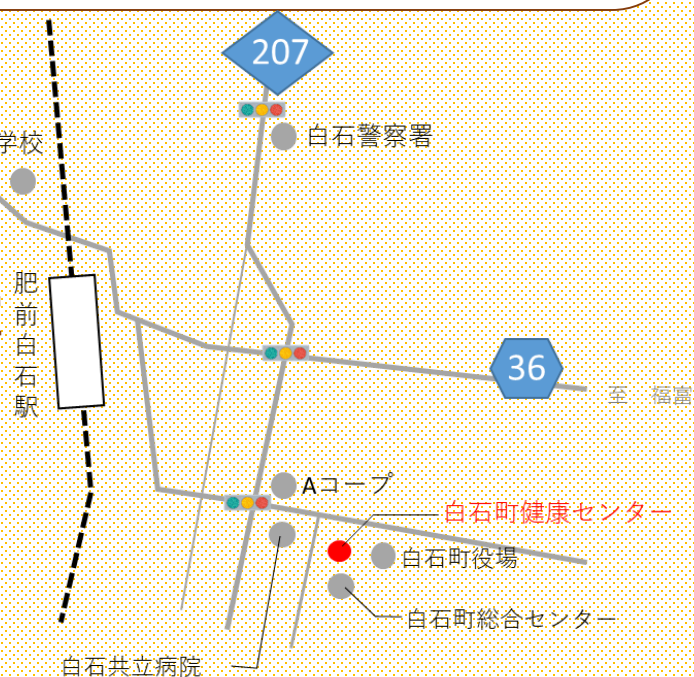 207
白石警察署
学校
肥前白石駅
36
至　福富
Aコープ
白石町健康センター
白石町役場
白石町総合センター
白石共立病院